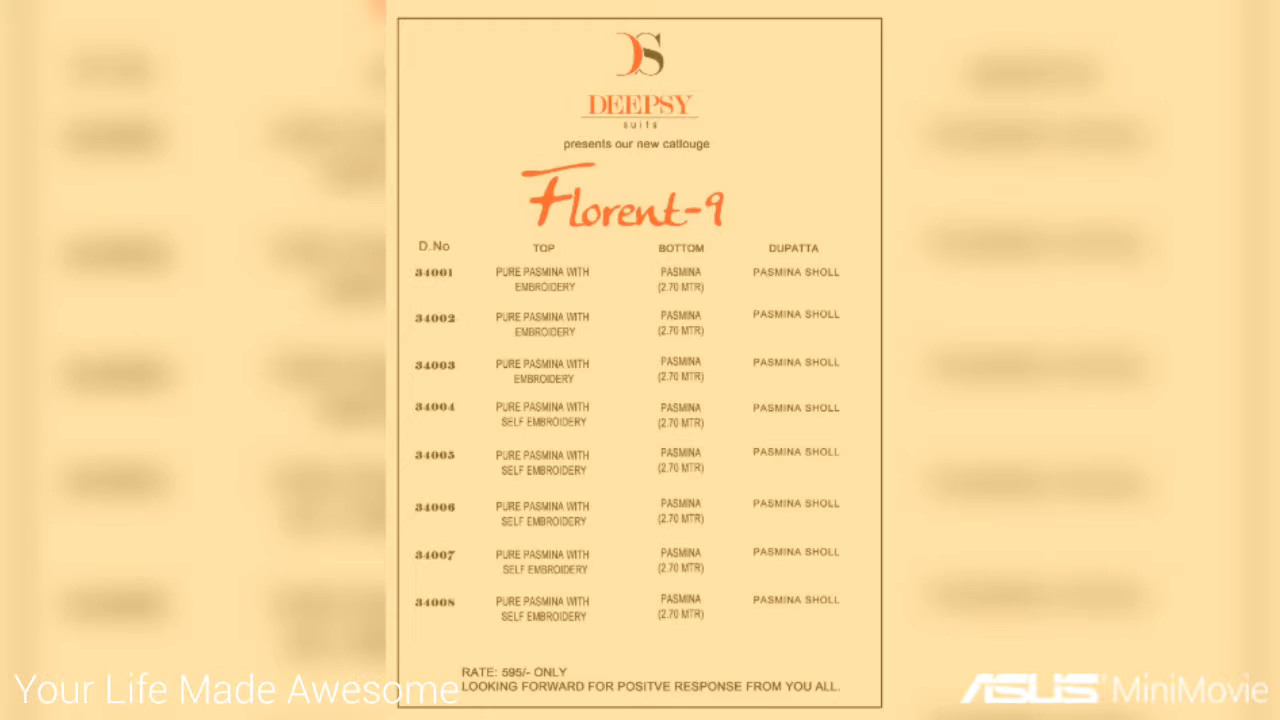 DS
DEEPSY
suits
presents our new catlouge
Florent-9
D.No TOP BOTTOM DUPATTA
34001 PURE PASMINA WITH PASMINA PASMINA SHOLL
EMBROIDERY (2.70 MTR)
34002 PURE PASMINA WITH PASMINA PASMINA SHOLL
EMBROIDERY (2.70 MTR)
34003 PURE PASMINA WITH PASMINA PASMINA SHOLL
EMBROIDERY (2.70 MTR)
34004 PURE PASMINA WITH PASMINA PASMINA SHOLL
SELF EMBROIDERY (2.70 MTR)
34005 PURE PASMINA WITH PASMINA PASMINA SHOLL
SELF EMBROIDERY (2.70 MTR)
34006 PURE PASMINA WITH PASMINA PASMINA SHOLL
SELF EMBROIDERY (2.70 MTR)
34007 PURE PASMINA WITH PASMINA PASMINA SHOLL
SELF EMBROIDERY (2.70 MTR)
34008 PURE PASMINA WITH PASMINA PASMINA SHOLL
SELF EMBROIDERY (2.70 MTR)
RATE: 595/- ONLY
LOOKING FORWARD FOR POSITVE RESPONSE FROM YOU ALL.
Your Life Made Awesome
ASUS MiniMovie